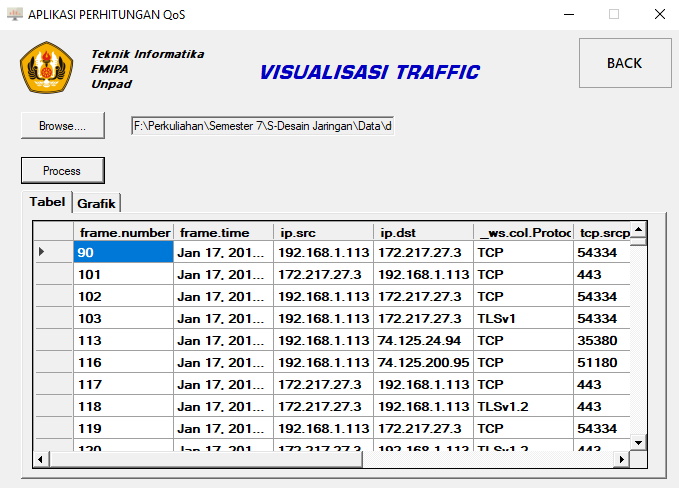 APLIKASI PERHITUNGAN QoS
Teknik Informatika
FMIPA
Unpad
VISUALISASI TRAFFIC
BACK
Browse....
F:\Perkuliahan\Semester 7\S-Desain Jaringan\Data\d
Process
Tabel Grafik
frame.number frame.time ip.src ip.dst _ws.col.Protoc tcp.srcp
90 Jan 17, 201... 192.168.1.113 172.217.27.3 TCP 54334
101 Jan 17, 201... 172.217.27.3 192.168.1.113 TCP 443
102 Jan 17, 201... 192.168.1.113 172.217.27.3 TCP 54334
103 Jan 17, 201... 192.168.1.113 172.217.27.3 TLSv1 54334
113 Jan 17, 201... 192.168.1.113 74.125.24.94 TCP 35380
116 Jan 17, 201... 192.168.1.113 74.125.200.95 TCP 51180
117 Jan 17, 201... 172.217.27.3 192.168.1.113 TCP 443
118 Jan 17, 201... 172.217.27.3 192.168.1.113 TLSv1.2 443
119 Jan 17, 201... 192.168.1.113 172.217.27.3 TCP 54334
120 Jan 17, 201... 172.217.27.3 192.168.1.113 TLSv1.2 443